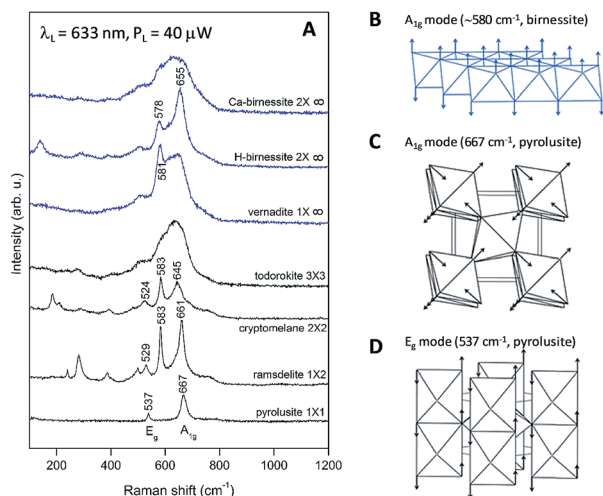 A
λL = 633 nm, PL = 40 μW
Intensity (arb. u.)
655
578
Ca-birnessite 2X ∞
H-birnessite 2X ∞
581
vernadite 1X ∞
todorokite 3X3
583
645
524
cryptomelane 2X2
583
661
529
ramsdelite 1X2
667
537
pyrolusite 1X1
Eg
A1g
200 400 600 800 1000 1200
Raman shift (cm-1)
B
A1g mode (~580 cm-1, birnessite)
C
A1g mode (667 cm-1, pyrolusite)
D
Eg mode (537 cm-1, pyrolusite)